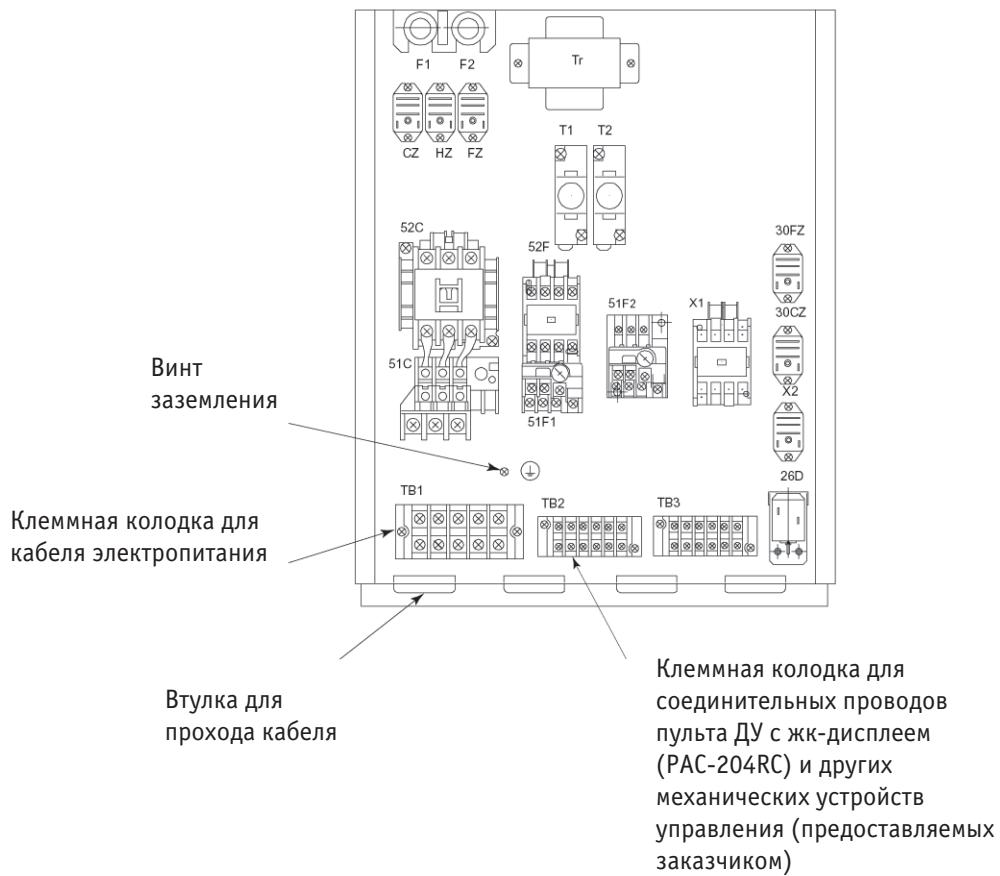 F1 F2
Tr
CZ HZ FZ
T1 T2
52C
52F
30FZ
51F2
X1
30CZ
51C
X2
51F1
Винт
заземления
26D
TB1
TB2
TB3
Клеммная колодка для
кабеля электропитания
Втулка для
прохода кабеля
Клеммная колодка для
соединительных проводов
пульта ДУ с жк-дисплеем
(PAC-204RC) и других
механических устройств
управления (предоставляемых
заказчиком)